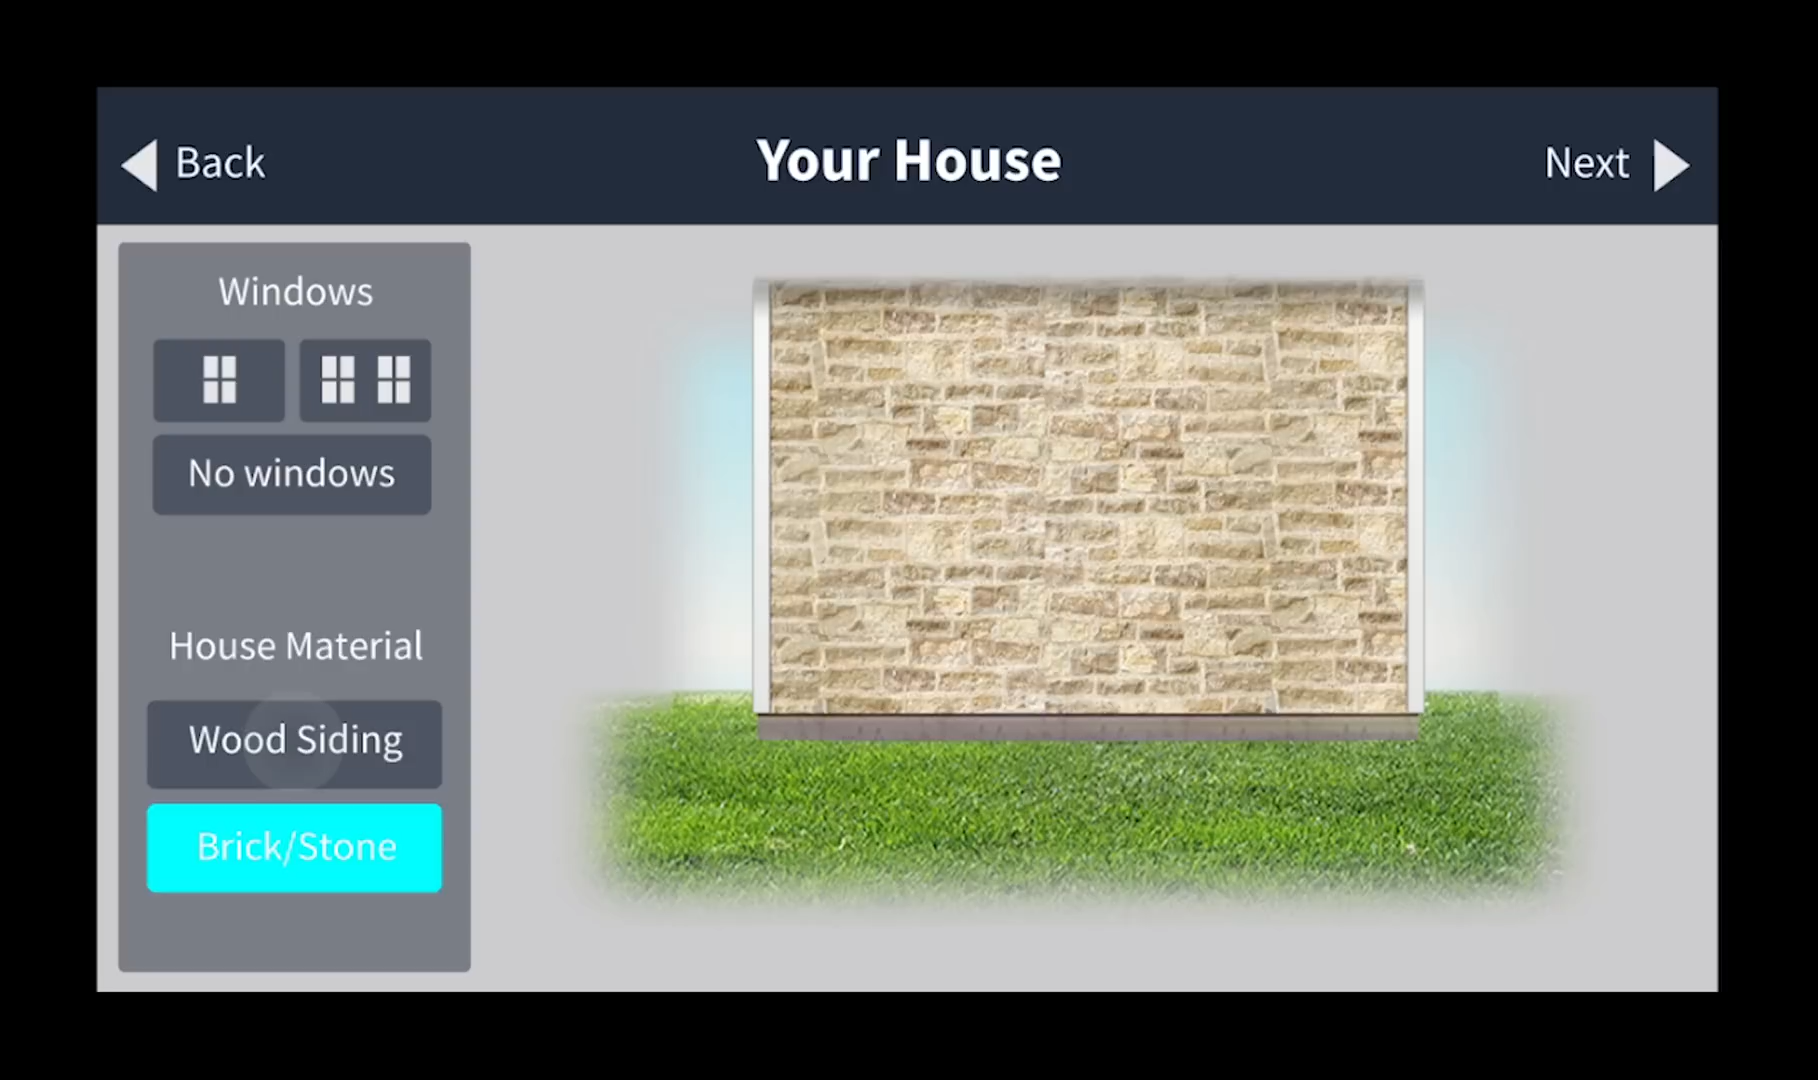 Back
Your House
Next
Windows
No windows
House Material
Wood Siding
Brick/Stone